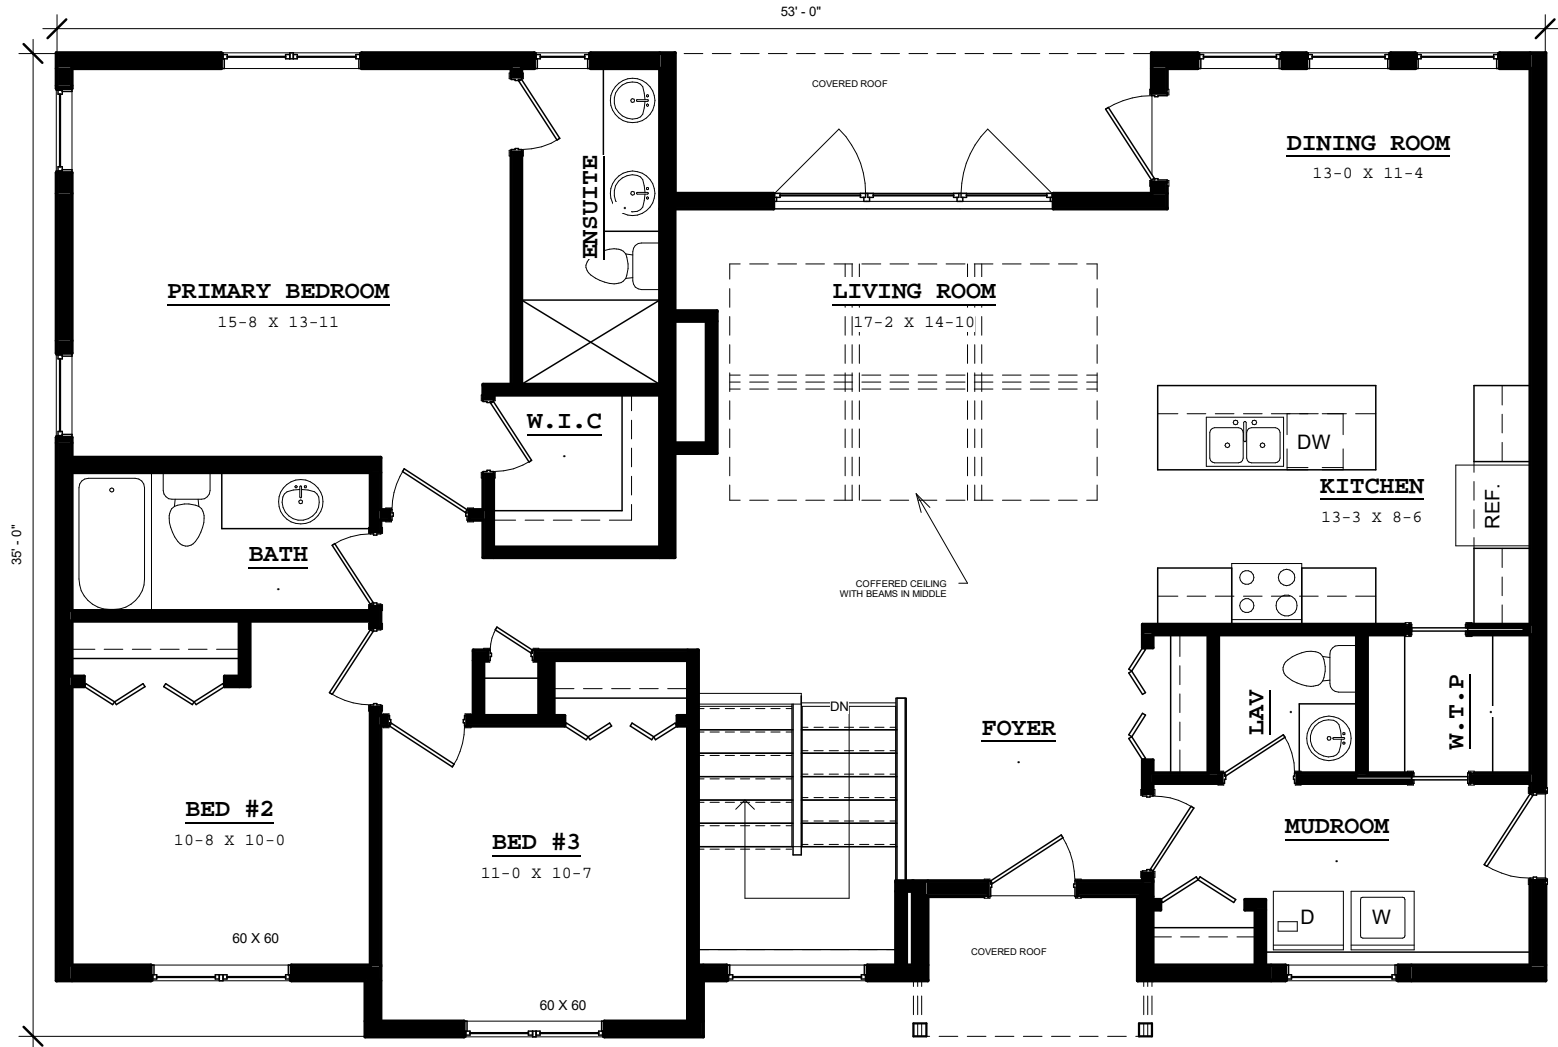 53' - 0"
COVERED ROOF
DINING ROOM
13-0 X 11-4
ENSUITE
PRIMARY BEDROOM
15-8 X 13-11
LIVING ROOM
17-2 X 14-10
W.I.C
DW
KITCHEN
13-3 X 8-6
REF.
35' - 0"
BATH
COFFERED CEILING
WITH BEAMS IN MIDDLE
DN
FOYER
LAV
W.T.P
BED #2
10-8 X 10-0
BED #3
11-0 X 10-7
MUDROOM
D
W
60 X 60
COVERED ROOF
60 X 60